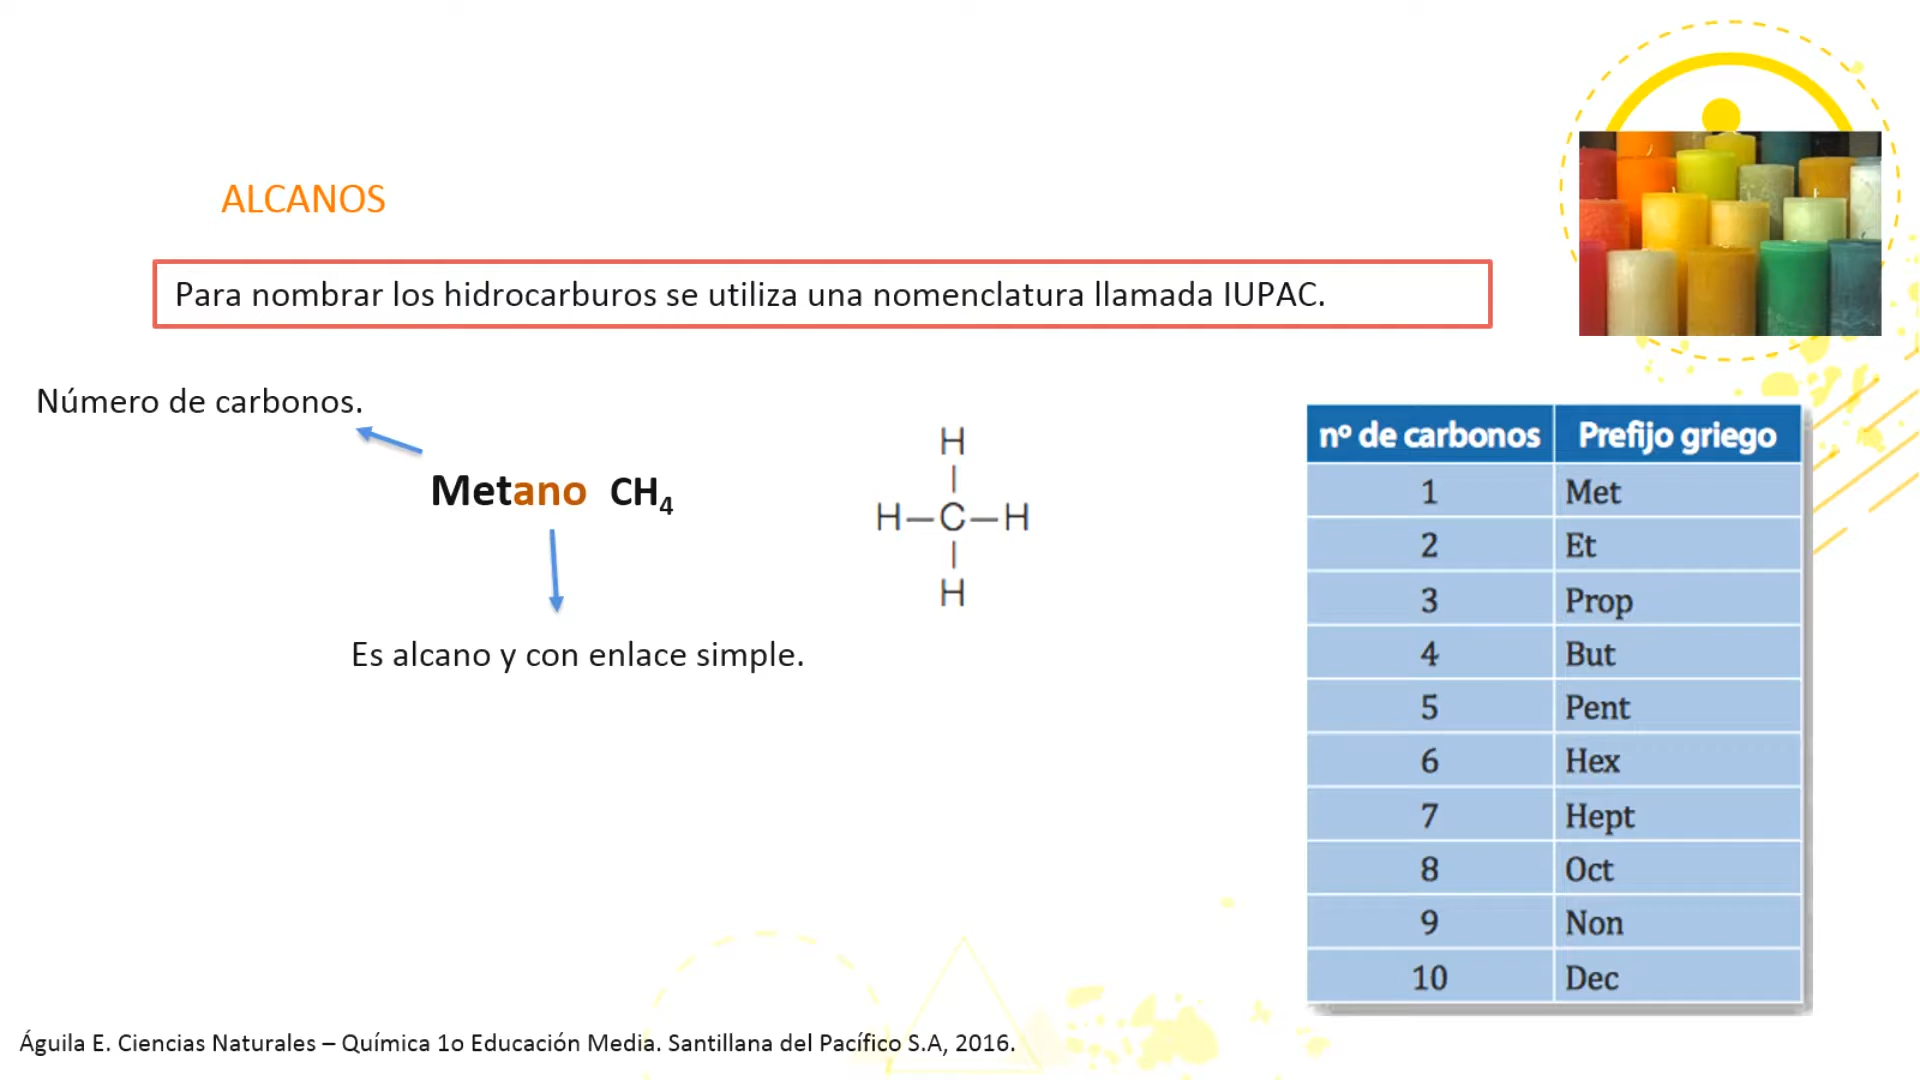 ALCANOS
Para nombrar los hidrocarburos se utiliza una nomenclatura llamada IUPAC.
Número de carbonos.
Metano CH₄
Es alcano y con enlace simple.
H
H–C–H
H
nº de carbonos Prefijo griego
1 Met
2 Et
3 Prop
4 But
5 Pent
6 Hex
7 Hept
8 Oct
9 Non
10 Dec
Águila E. Ciencias Naturales – Química 1o Educación Media. Santillana del Pacífico S.A, 2016.